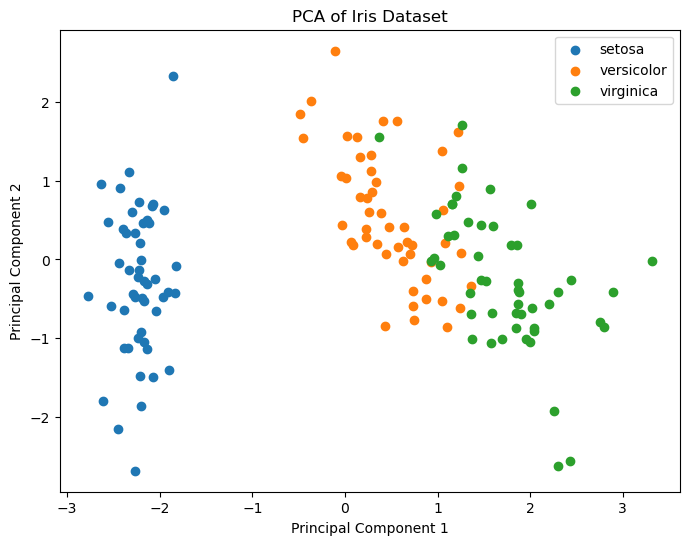 PCA of Iris Dataset
setosa
versicolor
virginica
2
1
0
−1
−2
Principal Component 2
−3
−2
−1
0
1
2
3
Principal Component 1